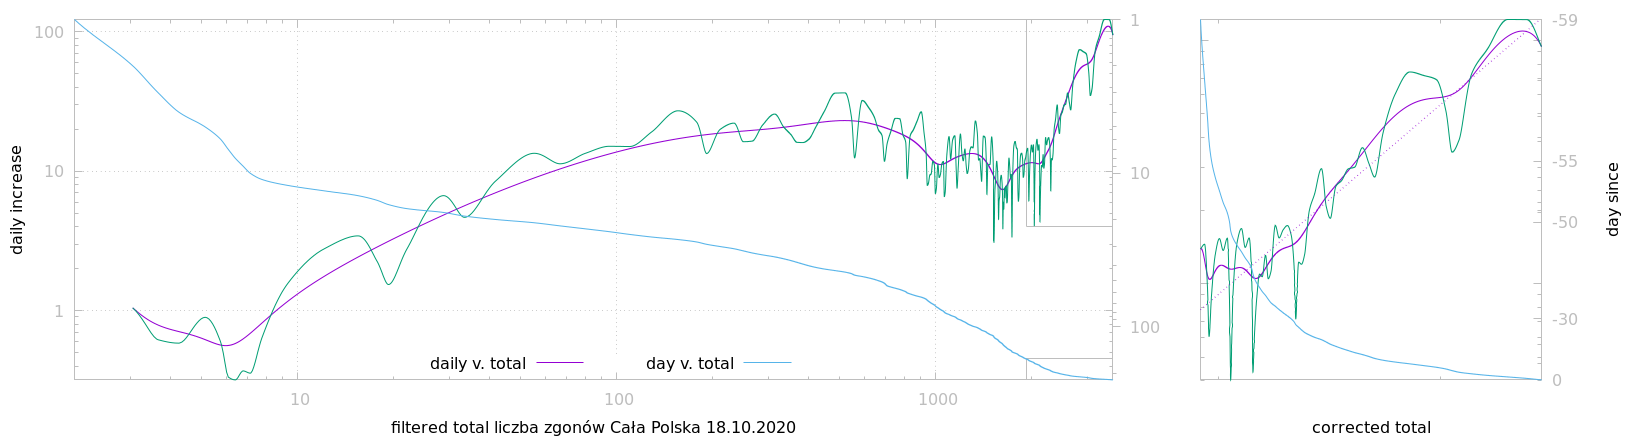 daily increase
100
10
1
daily v. total
day v. total
10
100
1000
filtered total liczba zgonów Cała Polska 18.10.2020
1
10
100
-59
-55
-50
-30
0
day since
corrected total